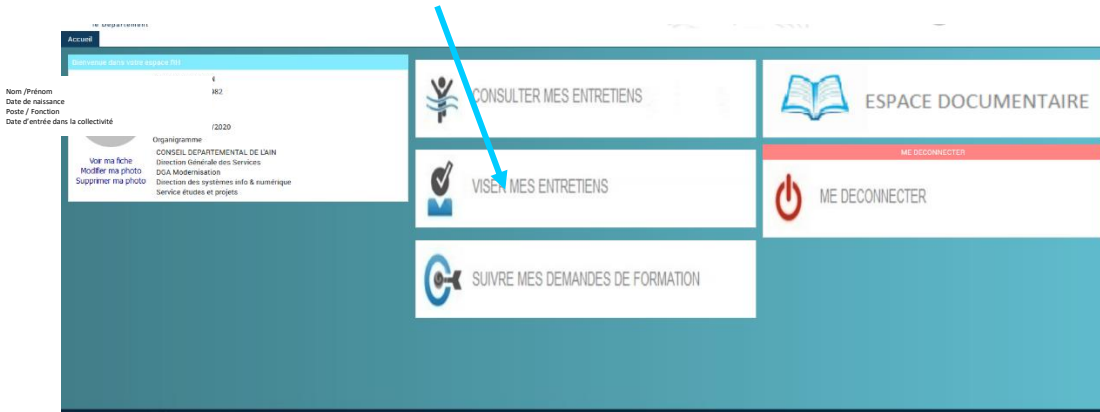 le Département
Accueil
Bienvenue dans votre espace RH
Nom /Prénom
Date de naissance
Poste / Fonction
Date d'entrée dans la collectivité
982
/2020
Organigramme
CONSEIL DEPARTEMENTAL DE L'AIN
Direction Générale des Services
DGA Modernisation
Direction des systèmes info & numérique
Service études et projets
Voir ma fiche
Modifier ma photo
Supprimer ma photo
CONSULTER MES ENTRETIENS
VISER MES ENTRETIENS
SUIVRE MES DEMANDES DE FORMATION
ESPACE DOCUMENTAIRE
ME DECONNECTER
ME DECONNECTER